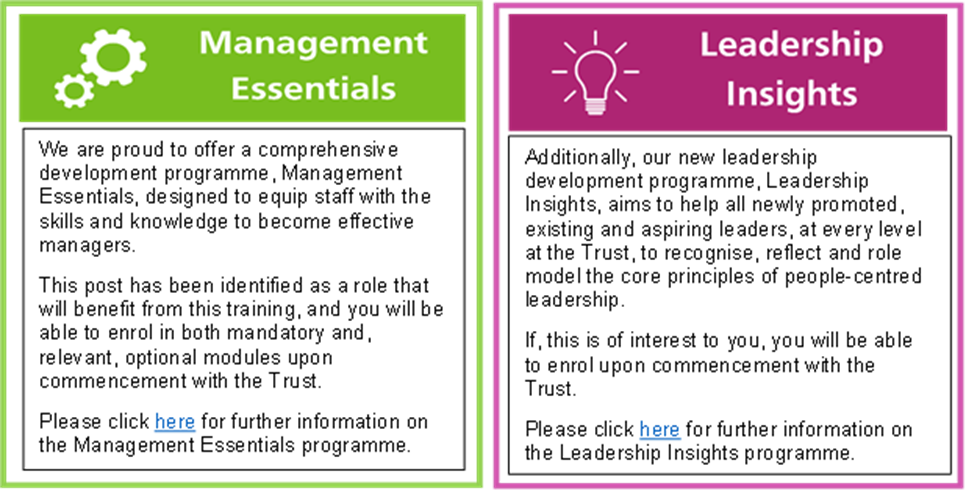 Management
Essentials
We are proud to offer a comprehensive
development programme, Management
Essentials, designed to equip staff with the
skills and knowledge to become effective
managers.
This post has been identified as a role that
will benefit from this training, and you will be
able to enrol in both mandatory and,
relevant, optional modules upon
commencement with the Trust.
Please click here for further information on
the Management Essentials programme.
Leadership
Insights
Additionally, our new leadership
development programme, Leadership
Insights, aims to help all newly promoted,
existing and aspiring leaders, at every level
at the Trust, to recognise, reflect and role
model the core principles of people-centred
leadership.
If, this is of interest to you, you will be able
to enrol upon commencement with the
Trust.
Please click here for further information on
the Leadership Insights programme.